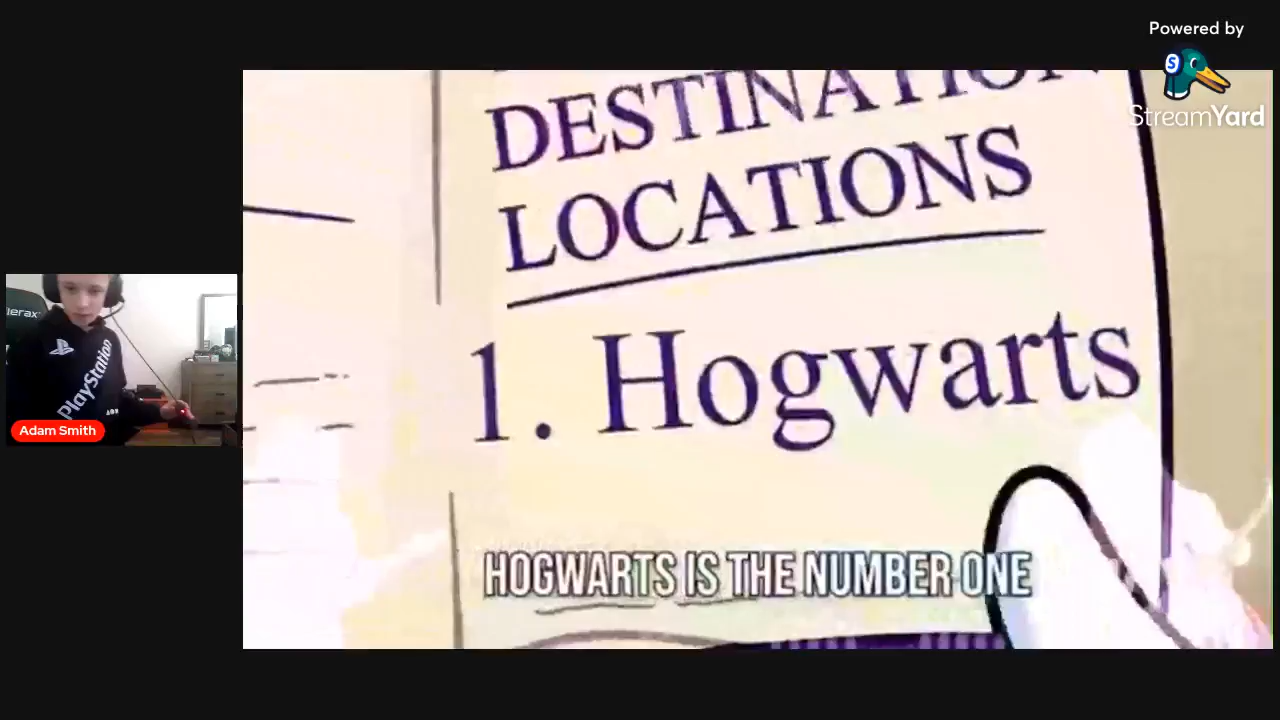 Powered by
StreamYard
DESTINATION
LOCATIONS
1. Hogwarts
HOGWARTS IS THE NUMBER ONE
PlayStation
Adam Smith